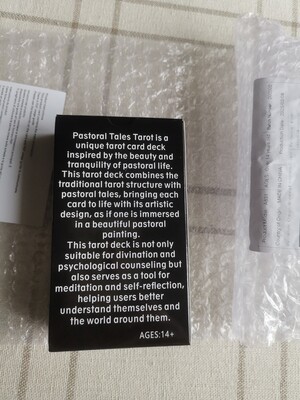 Pastoral Tales Tarot is a
unique tarot card deck
inspired by the beauty and
tranquility of pastoral life.
This tarot deck combines the
traditional tarot structure with
pastoral tales, bringing each
card to life with its artistic
design, as if one is immersed
in a beautiful pastoral
painting.
This tarot deck is not only
suitable for divination and
psychological counseling but
also serves as a tool for
meditation and self-reflection,
helping users better
understand themselves and
the world around them.
AGES:14+